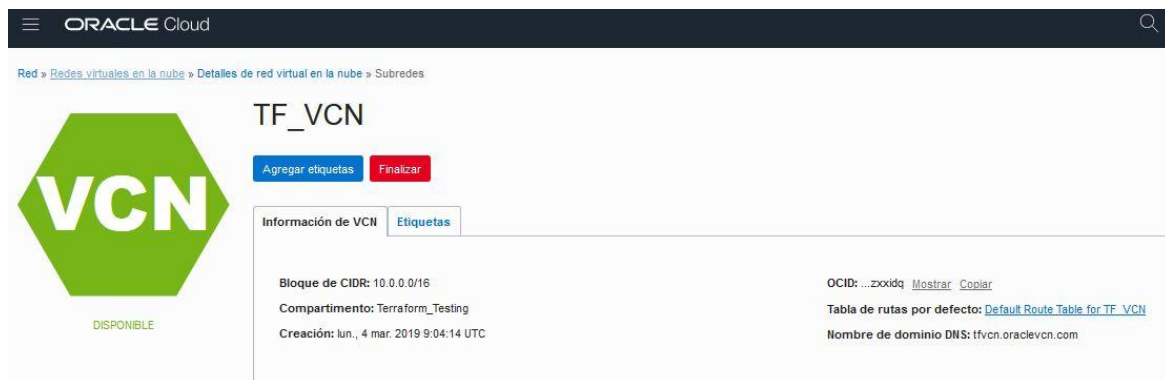 ORACLE Cloud
Red » Redes virtuales en la nube » Detalles de red virtual en la nube » Subredes
VCN
DISPONIBLE
TF_VCN
Agregar etiquetas Finalizar
Información de VCN Etiquetas
Bloque de CIDR: 10.0.0.0/16
Compartimento: Terraform_Testing
Creación: lun., 4 mar. 2019 9:04:14 UTC
OCID: ...zxxidq Mostrar Copiar
Tabla de rutas por defecto: Default Route Table for TF_VCN
Nombre de dominio DNS: tfvcn.oraclevcn.com